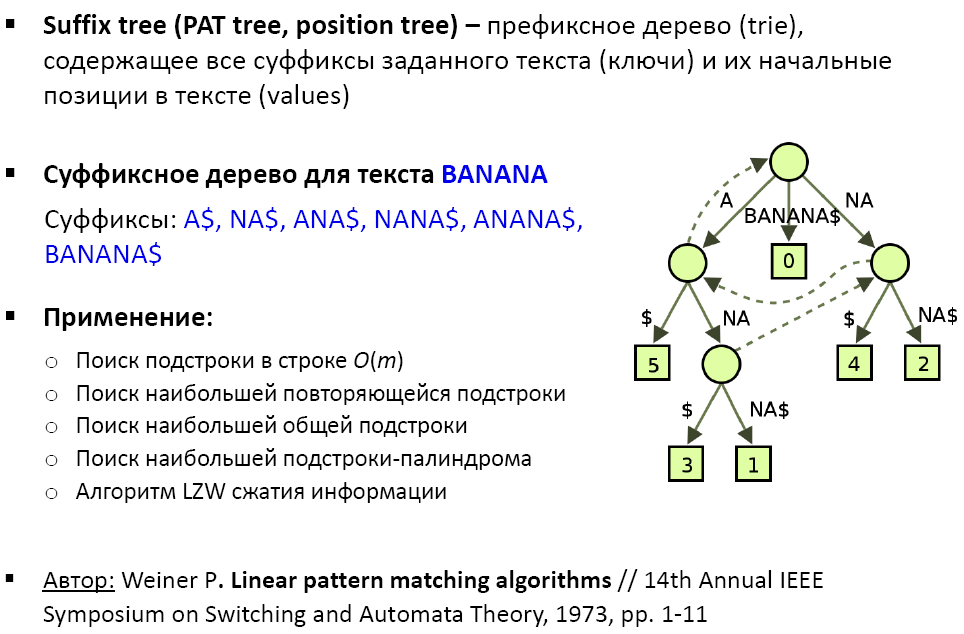 ▪ Suffix tree (PAT tree, position tree) – префиксное дерево (trie),
содержащее все суффиксы заданного текста (ключи) и их начальные
позиции в тексте (values)
▪ Суффиксное дерево для текста BANANA
Суффиксы: A$, NA$, ANA$, NANA$, ANANA$,
BANANA$
▪ Применение:
o Поиск подстроки в строке O(m)
o Поиск наибольшей повторяющейся подстроки
o Поиск наибольшей общей подстроки
o Поиск наибольшей подстроки-палиндрома
o Алгоритм LZW сжатия информации
A
BANANA$
NA
0
$
NA
$
NA$
5
4
2
$
NA$
3
1
▪ Автор: Weiner P. Linear pattern matching algorithms // 14th Annual IEEE
Symposium on Switching and Automata Theory, 1973, pp. 1-11